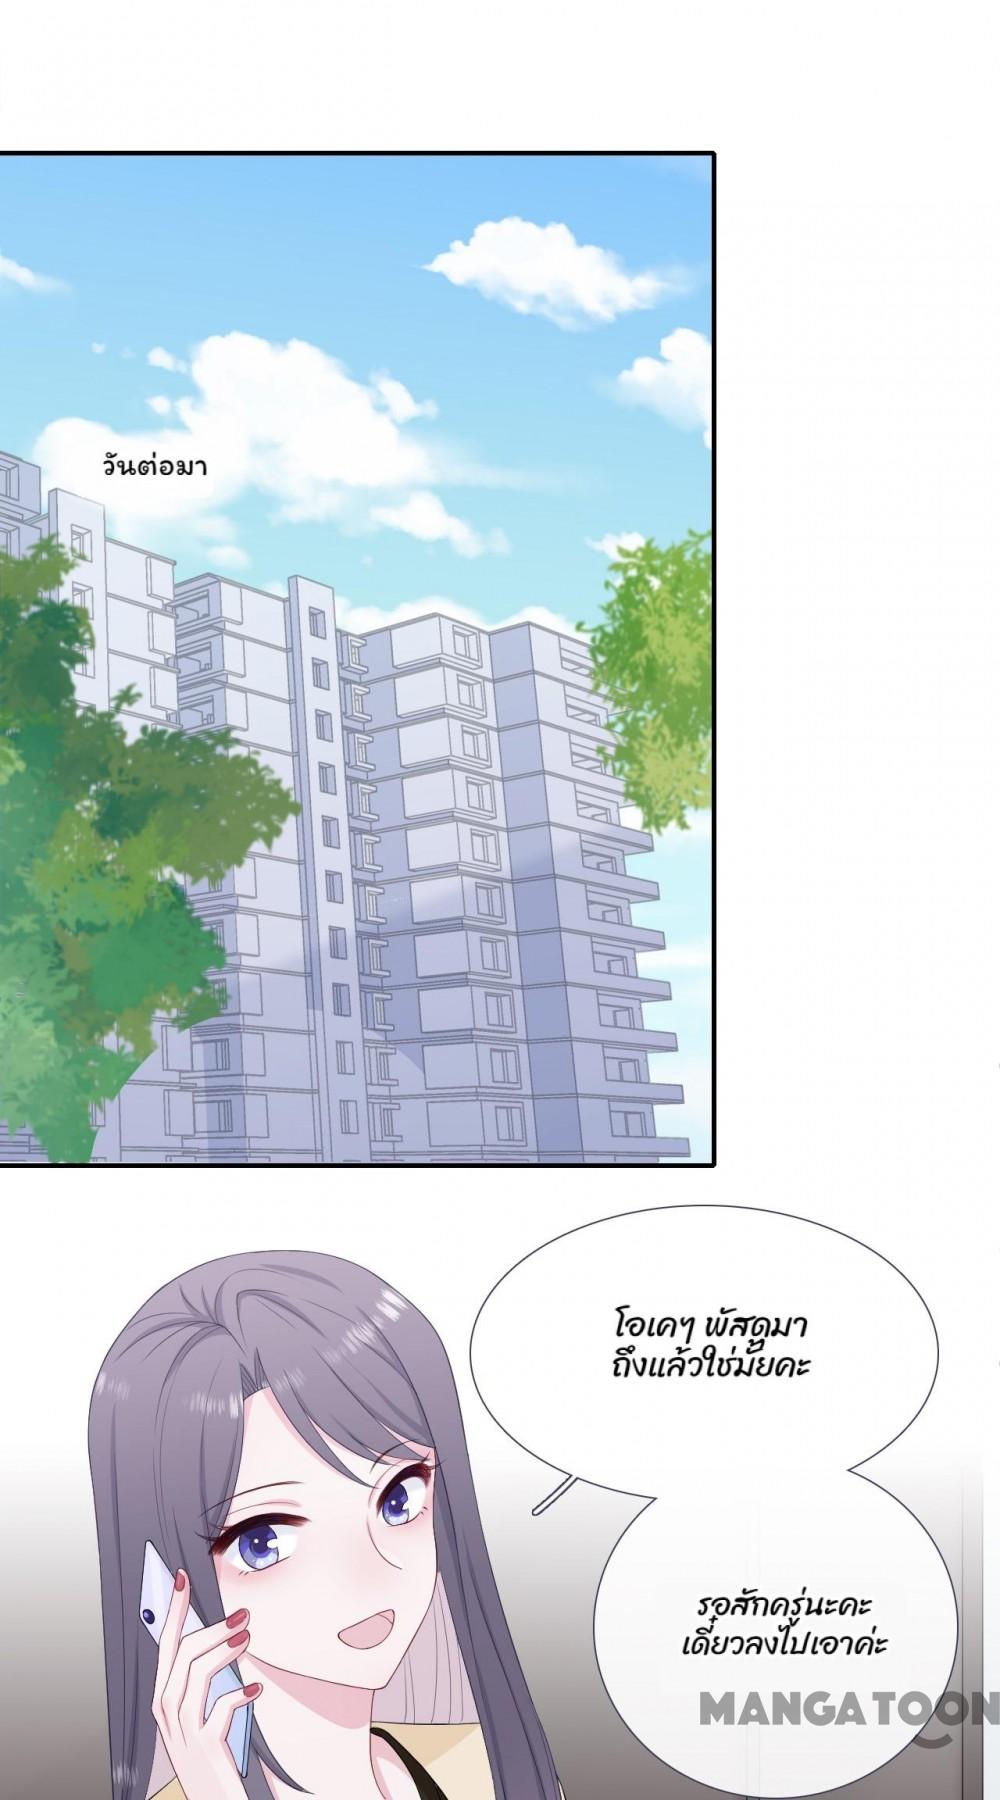 วันต่อมา
โอเคๆ พัสดุมา
ถึงแล้วใช่มั้ยคะ
รอสักครู่นะคะ
เดี๋ยวลงไปเอาค่ะ
MANGATOON